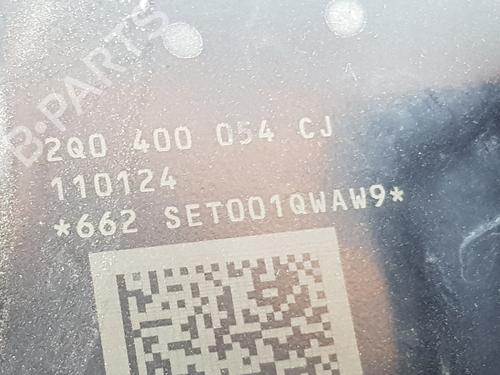 B-PARTS
2Q0 400 054 CJ
110124
*662 SET001QWAW9*